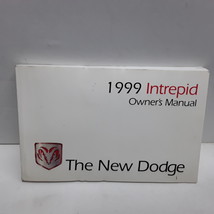 1999 Intrepid
Owner's Manual
The New Dodge